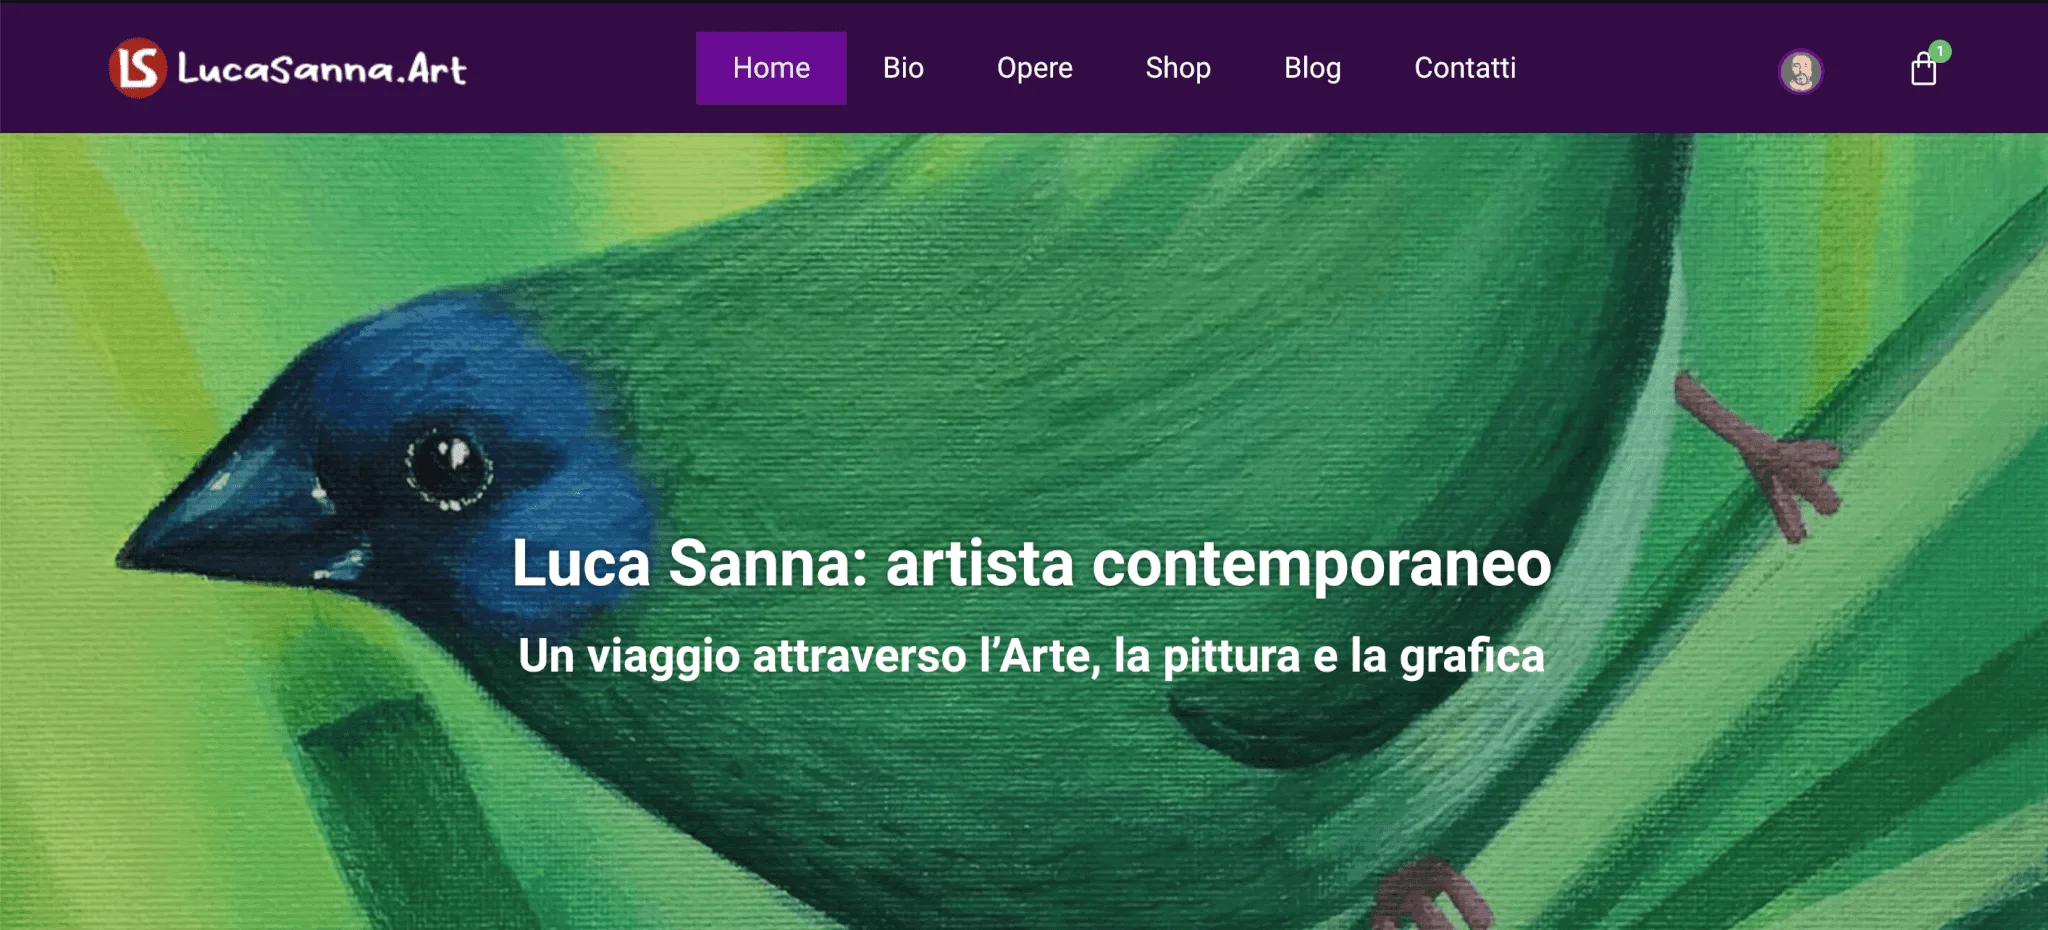 LS LucaSanna.Art
Home Bio Opere Shop Blog Contatti
1
Luca Sanna: artista contemporaneo
Un viaggio attraverso l’Arte, la pittura e la grafica